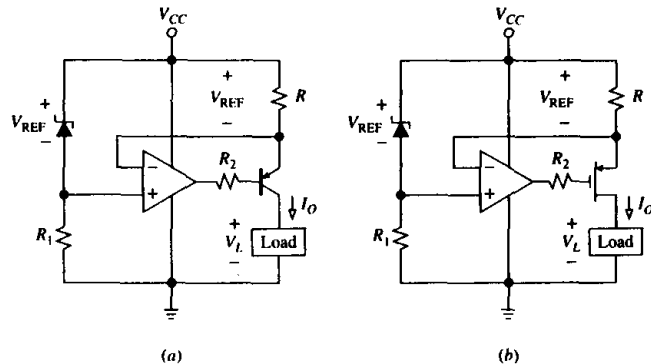 V_CC
+
V_REF
−
+
V_REF
−
R
−
+
R_2
R_1
I_O
+
V_L
−
Load
(a)
V_CC
+
V_REF
−
+
V_REF
−
R
−
+
R_2
R_1
I_O
+
V_L
−
Load
(b)